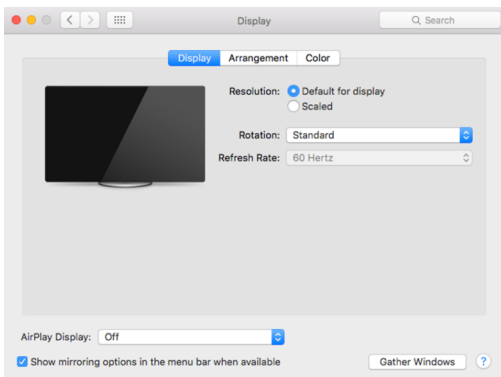 Display
Search
Display Arrangement Color
Resolution: Default for display
Scaled
Rotation: Standard
Refresh Rate: 60 Hertz
AirPlay Display: Off
Show mirroring options in the menu bar when available
Gather Windows ?